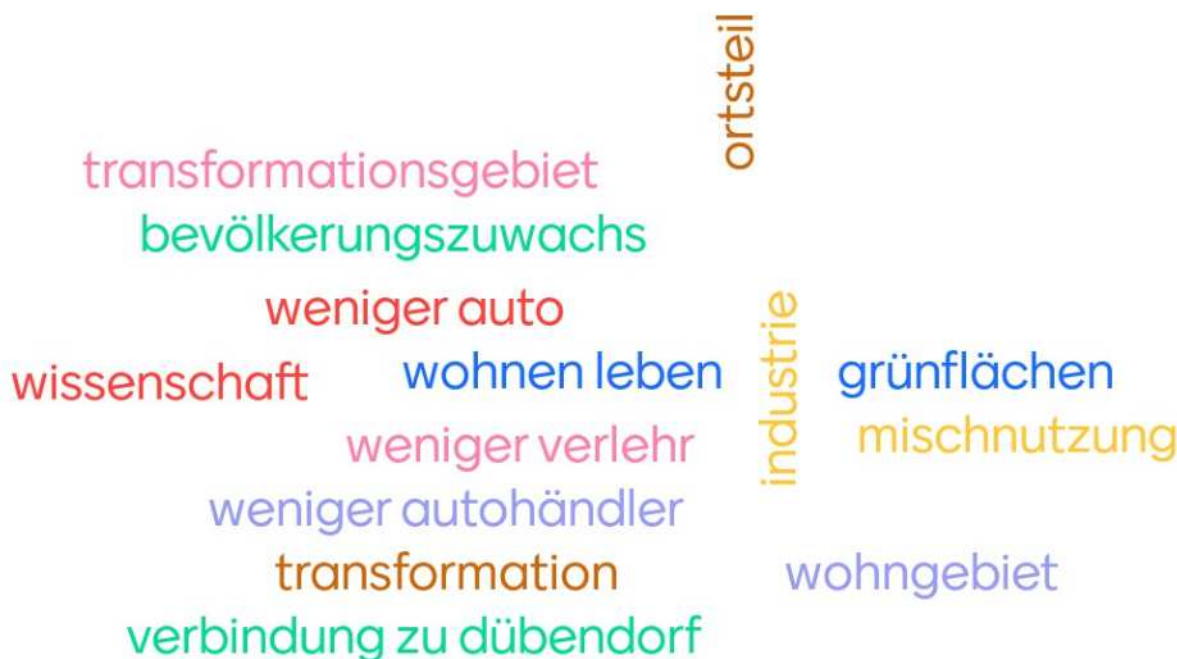 ortsteil
transformationsgebiet
bevölkerungszuwachs
weniger auto
wissenschaft
wohnen leben
industrie
grünflächen
weniger verlehr
mischnutzung
weniger autohändler
transformation
wohngebiet
verbindung zu dübendorf